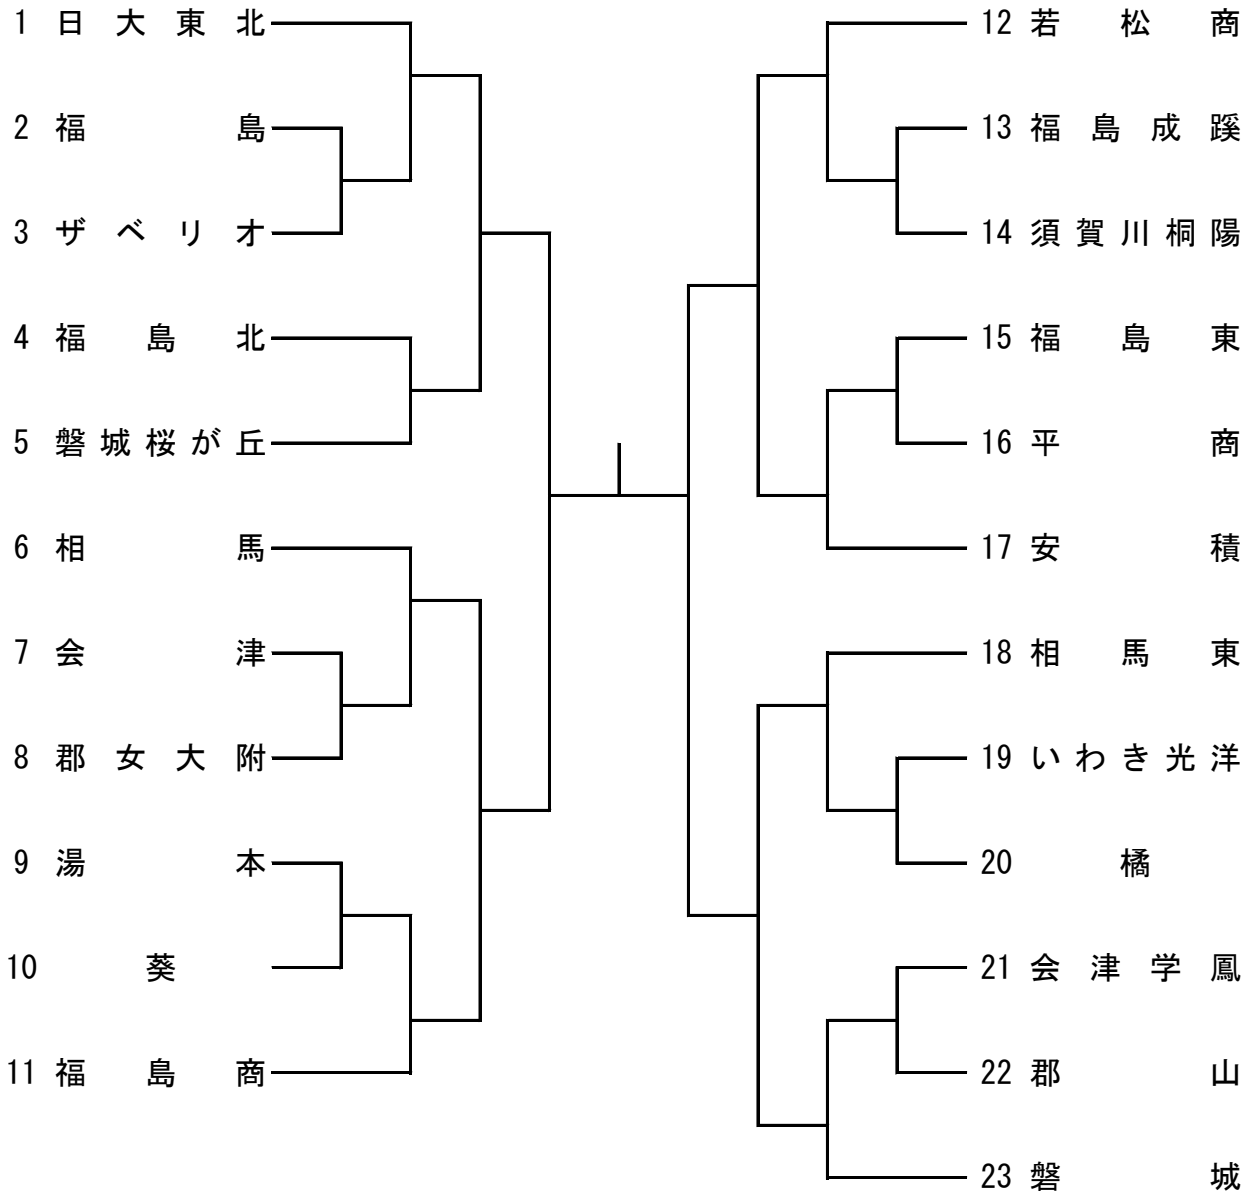 1 日大東北
2 福島
3 ザベリオ
4 福島北
5 磐城桜が丘
6 相馬
7 会津
8 郡女大附
9 湯本
10 葵
11 福島商
12 若松商
13 福島成蹊
14 須賀川桐陽
15 福島東
16 平商
17 安積
18 相馬東
19 いわき光洋
20 橘
21 会津学鳳
22 郡山
23 磐城